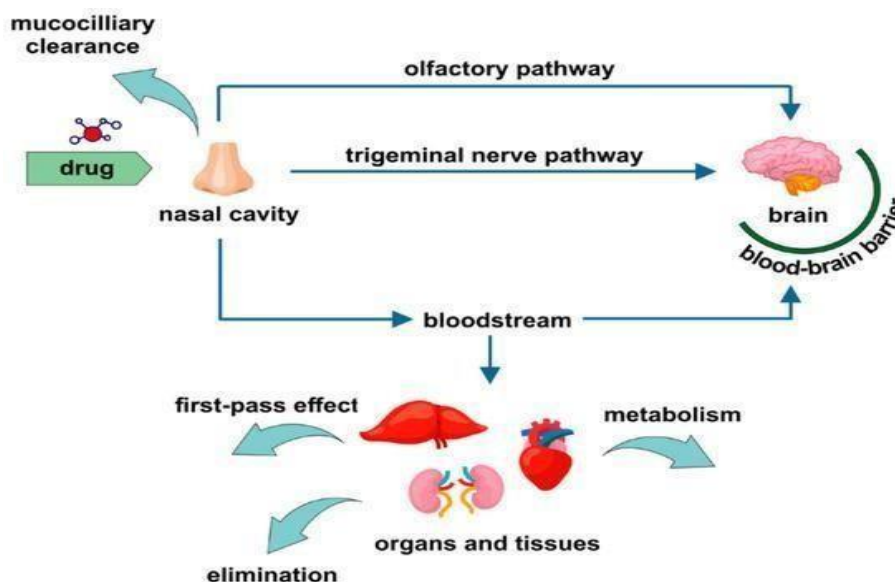 mucocilliary
clearance
olfactory pathway
drug
trigeminal nerve pathway
nasal cavity
brain
blood-brain barrier
bloodstream
first-pass effect
metabolism
organs and tissues
elimination